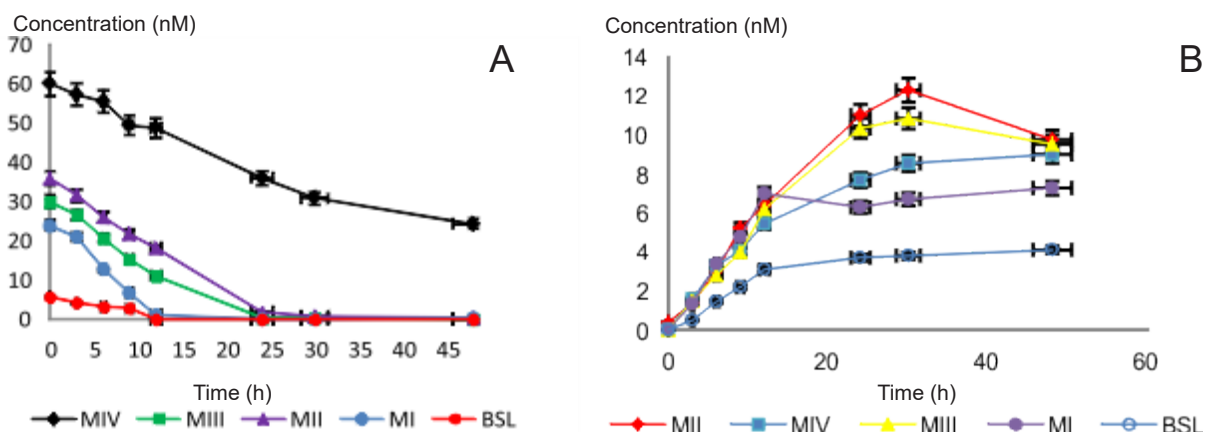 Concentration (nM)
A
70
60
50
40
30
20
10
0
0 5 10 12 15 20 25 30 35 40 45
Time (h)
MIV MIII MII MI BSL
Concentration (nM)
B
14
12
10
8
6
4
2
0
0 20 40 60
Time (h)
MII MIV MIII MI BSL